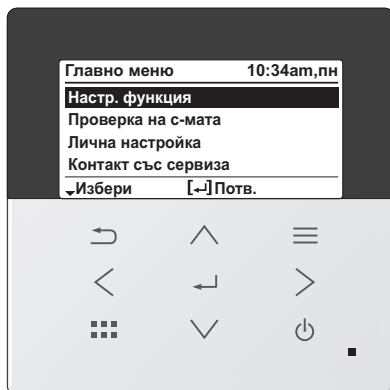 Главно меню 10:34am,пн
Настр. функция
Проверка на с-мата
Лична настройка
Контакт със сервиза
Избери [↵]Потв.